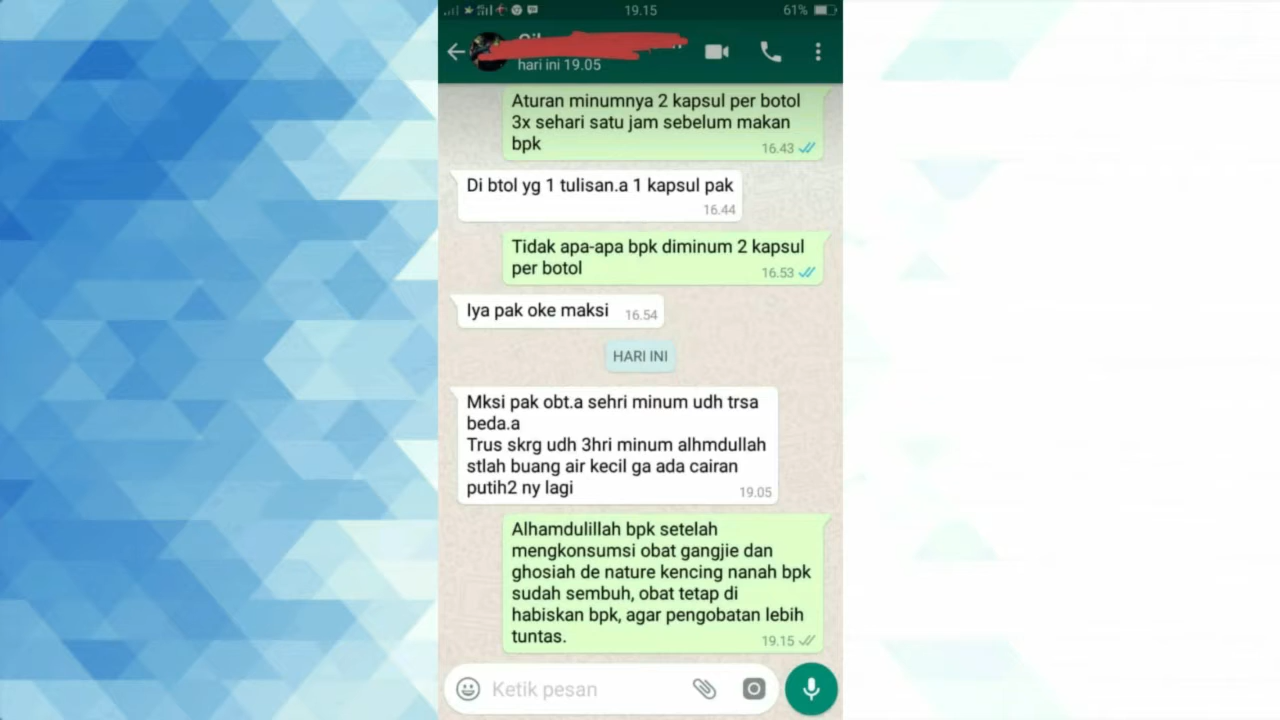 19.15
61%
hari ini 19.05
Aturan minumnya 2 kapsul per botol
3x sehari satu jam sebelum makan
bpk
16.43
Di btol yg 1 tulisan.a 1 kapsul pak
16.44
Tidak apa-apa bpk diminum 2 kapsul
per botol
16.53
Iya pak oke maksi
16.54
HARI INI
Mksi pak obt.a sehri minum udh trsa
beda.a
Trus skrg udh 3hri minum alhmdullah
stlah buang air kecil ga ada cairan
putih2 ny lagi
19.05
Alhamdulillah bpk setelah
mengkonsumsi obat gangjie dan
ghosiah de nature kencing nanah bpk
sudah sembuh, obat tetap di
habiskan bpk, agar pengobatan lebih
tuntas.
19.15
Ketik pesan